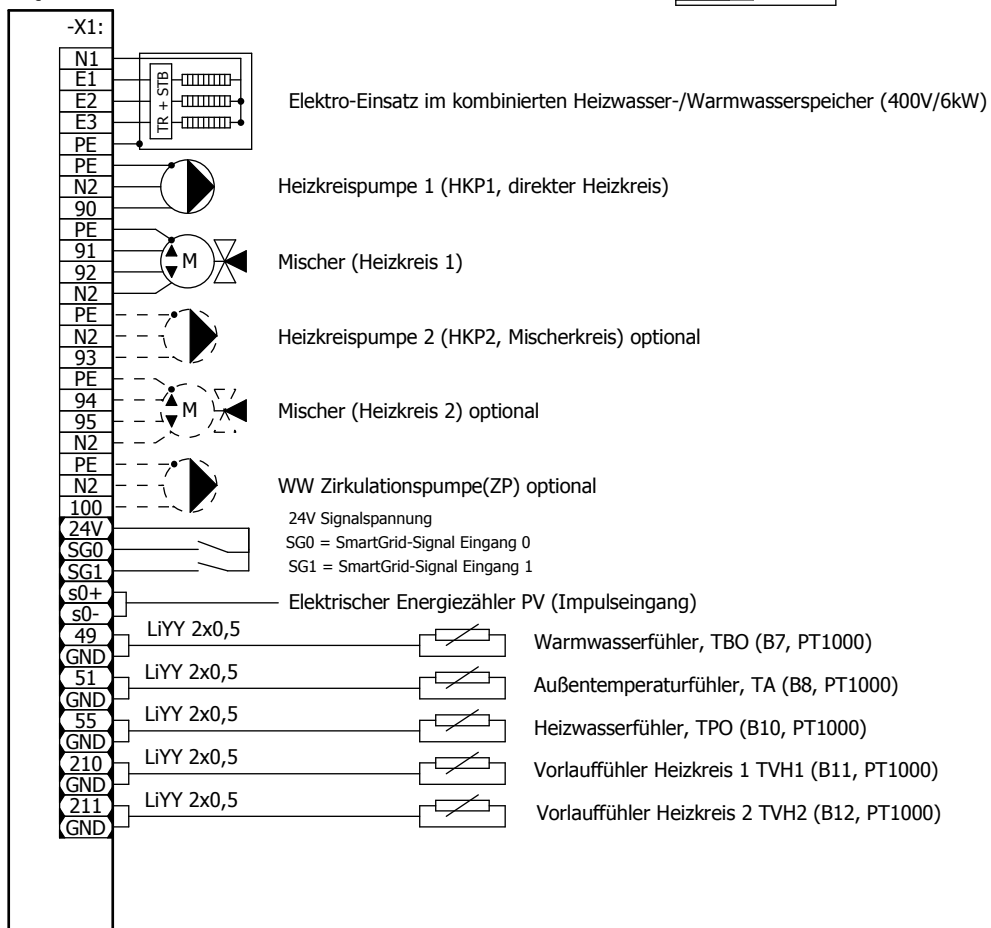 -X1:
N1
E1
E2
E3
PE
TR + STB
Elektro-Einsatz im kombinierten Heizwasser-/Warmwasserspeicher (400V/6kW)
PE
N2
90
Heizkreispumpe 1 (HKP1, direkter Heizkreis)
PE
91
92
N2
M
Mischer (Heizkreis 1)
PE
N2
93
Heizkreispumpe 2 (HKP2, Mischerkreis) optional
PE
94
95
N2
M
Mischer (Heizkreis 2) optional
PE
N2
100
WW Zirkulationspumpe(ZP) optional
24V
24V Signalspannung
SG0
SG0 = SmartGrid-Signal Eingang 0
SG1
SG1 = SmartGrid-Signal Eingang 1
s0+
s0-
Elektrischer Energiezähler PV (Impulseingang)
49
GND
LiYY 2x0,5
Warmwasserfühler, TBO (B7, PT1000)
51
GND
LiYY 2x0,5
Außentemperaturfühler, TA (B8, PT1000)
55
GND
LiYY 2x0,5
Heizwasserfühler, TPO (B10, PT1000)
210
GND
LiYY 2x0,5
Vorlauffühler Heizkreis 1 TVH1 (B11, PT1000)
211
GND
LiYY 2x0,5
Vorlauffühler Heizkreis 2 TVH2 (B12, PT1000)